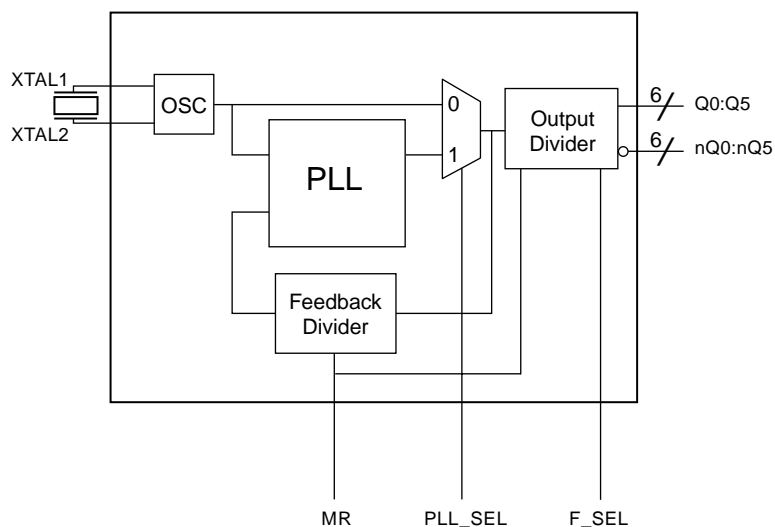 XTAL1
XTAL2
OSC
0
1
PLL
Output
Divider
6
Q0:Q5
6
nQ0:nQ5
Feedback
Divider
MR
PLL_SEL
F_SEL